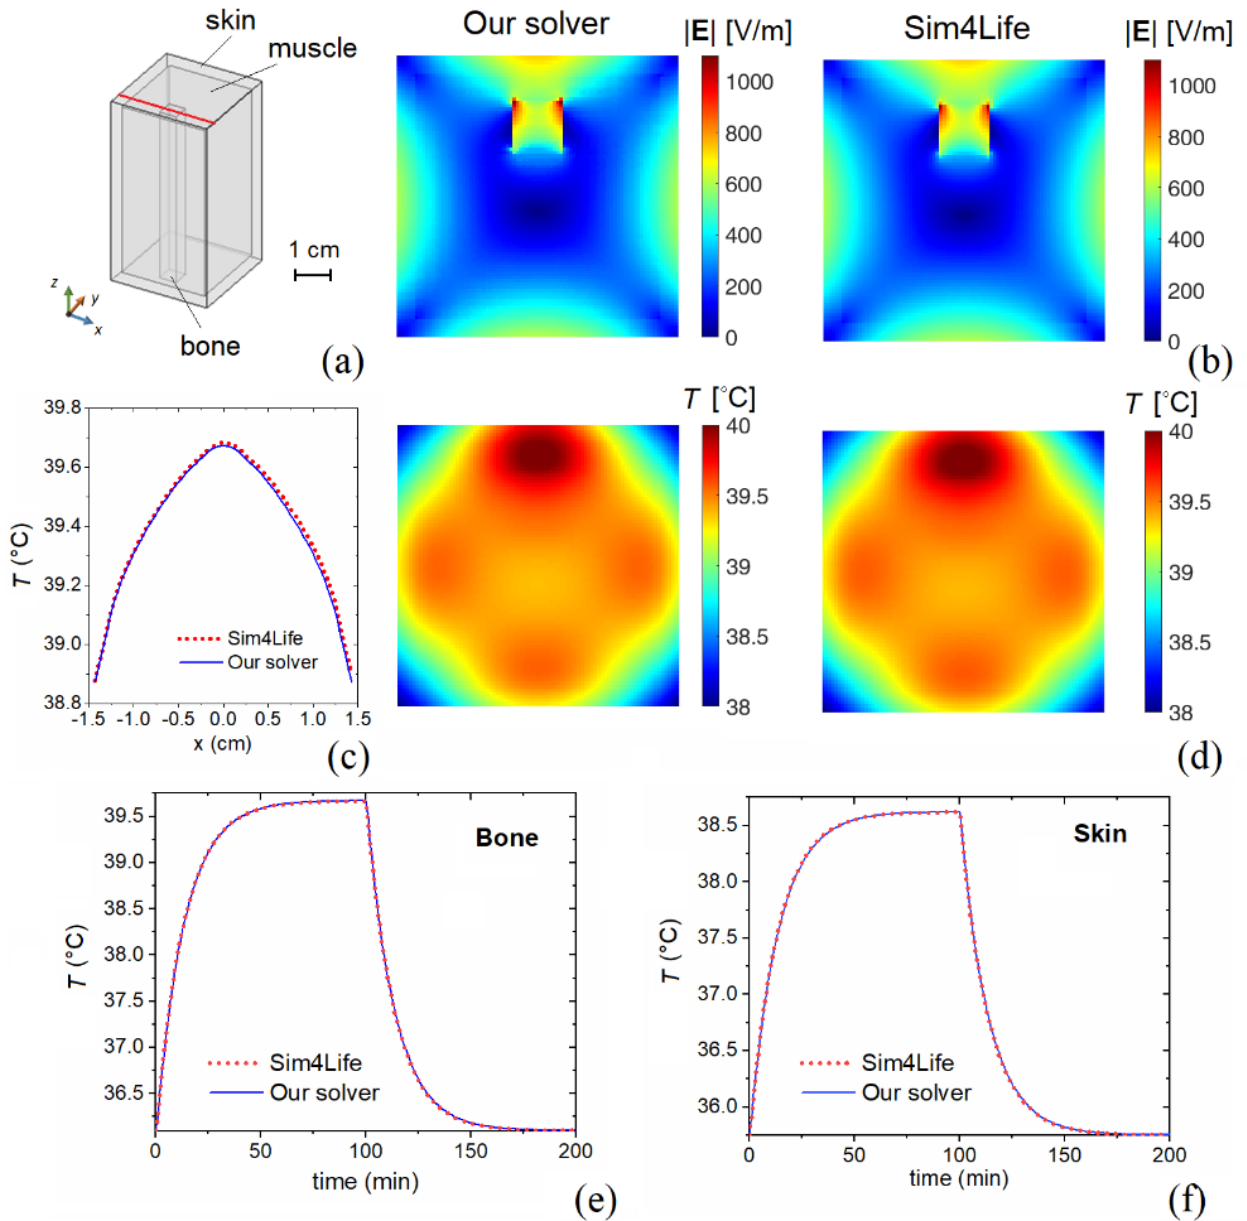 skin
muscle
z
y
x
1 cm
bone
(a)
Our solver
|E| [V/m]
1000
800
600
400
200
0
Sim4Life
|E| [V/m]
1000
800
600
400
200
0
(b)
39.8
39.6
39.4
39.2
39.0
38.8
T (°C)
Sim4Life
Our solver
-1.5 -1.0 -0.5 0.0 0.5 1.0 1.5
x (cm)
(c)
T [°C]
40
39.5
39
38.5
38
T [°C]
40
39.5
39
38.5
38
(d)
39.5
39.0
38.5
38.0
37.5
37.0
36.5
T (°C)
Bone
Sim4Life
Our solver
0 50 100 150 200
time (min)
(e)
38.5
38.0
37.5
37.0
36.5
36.0
T (°C)
Skin
Sim4Life
Our solver
0 50 100 150 200
time (min)
(f)